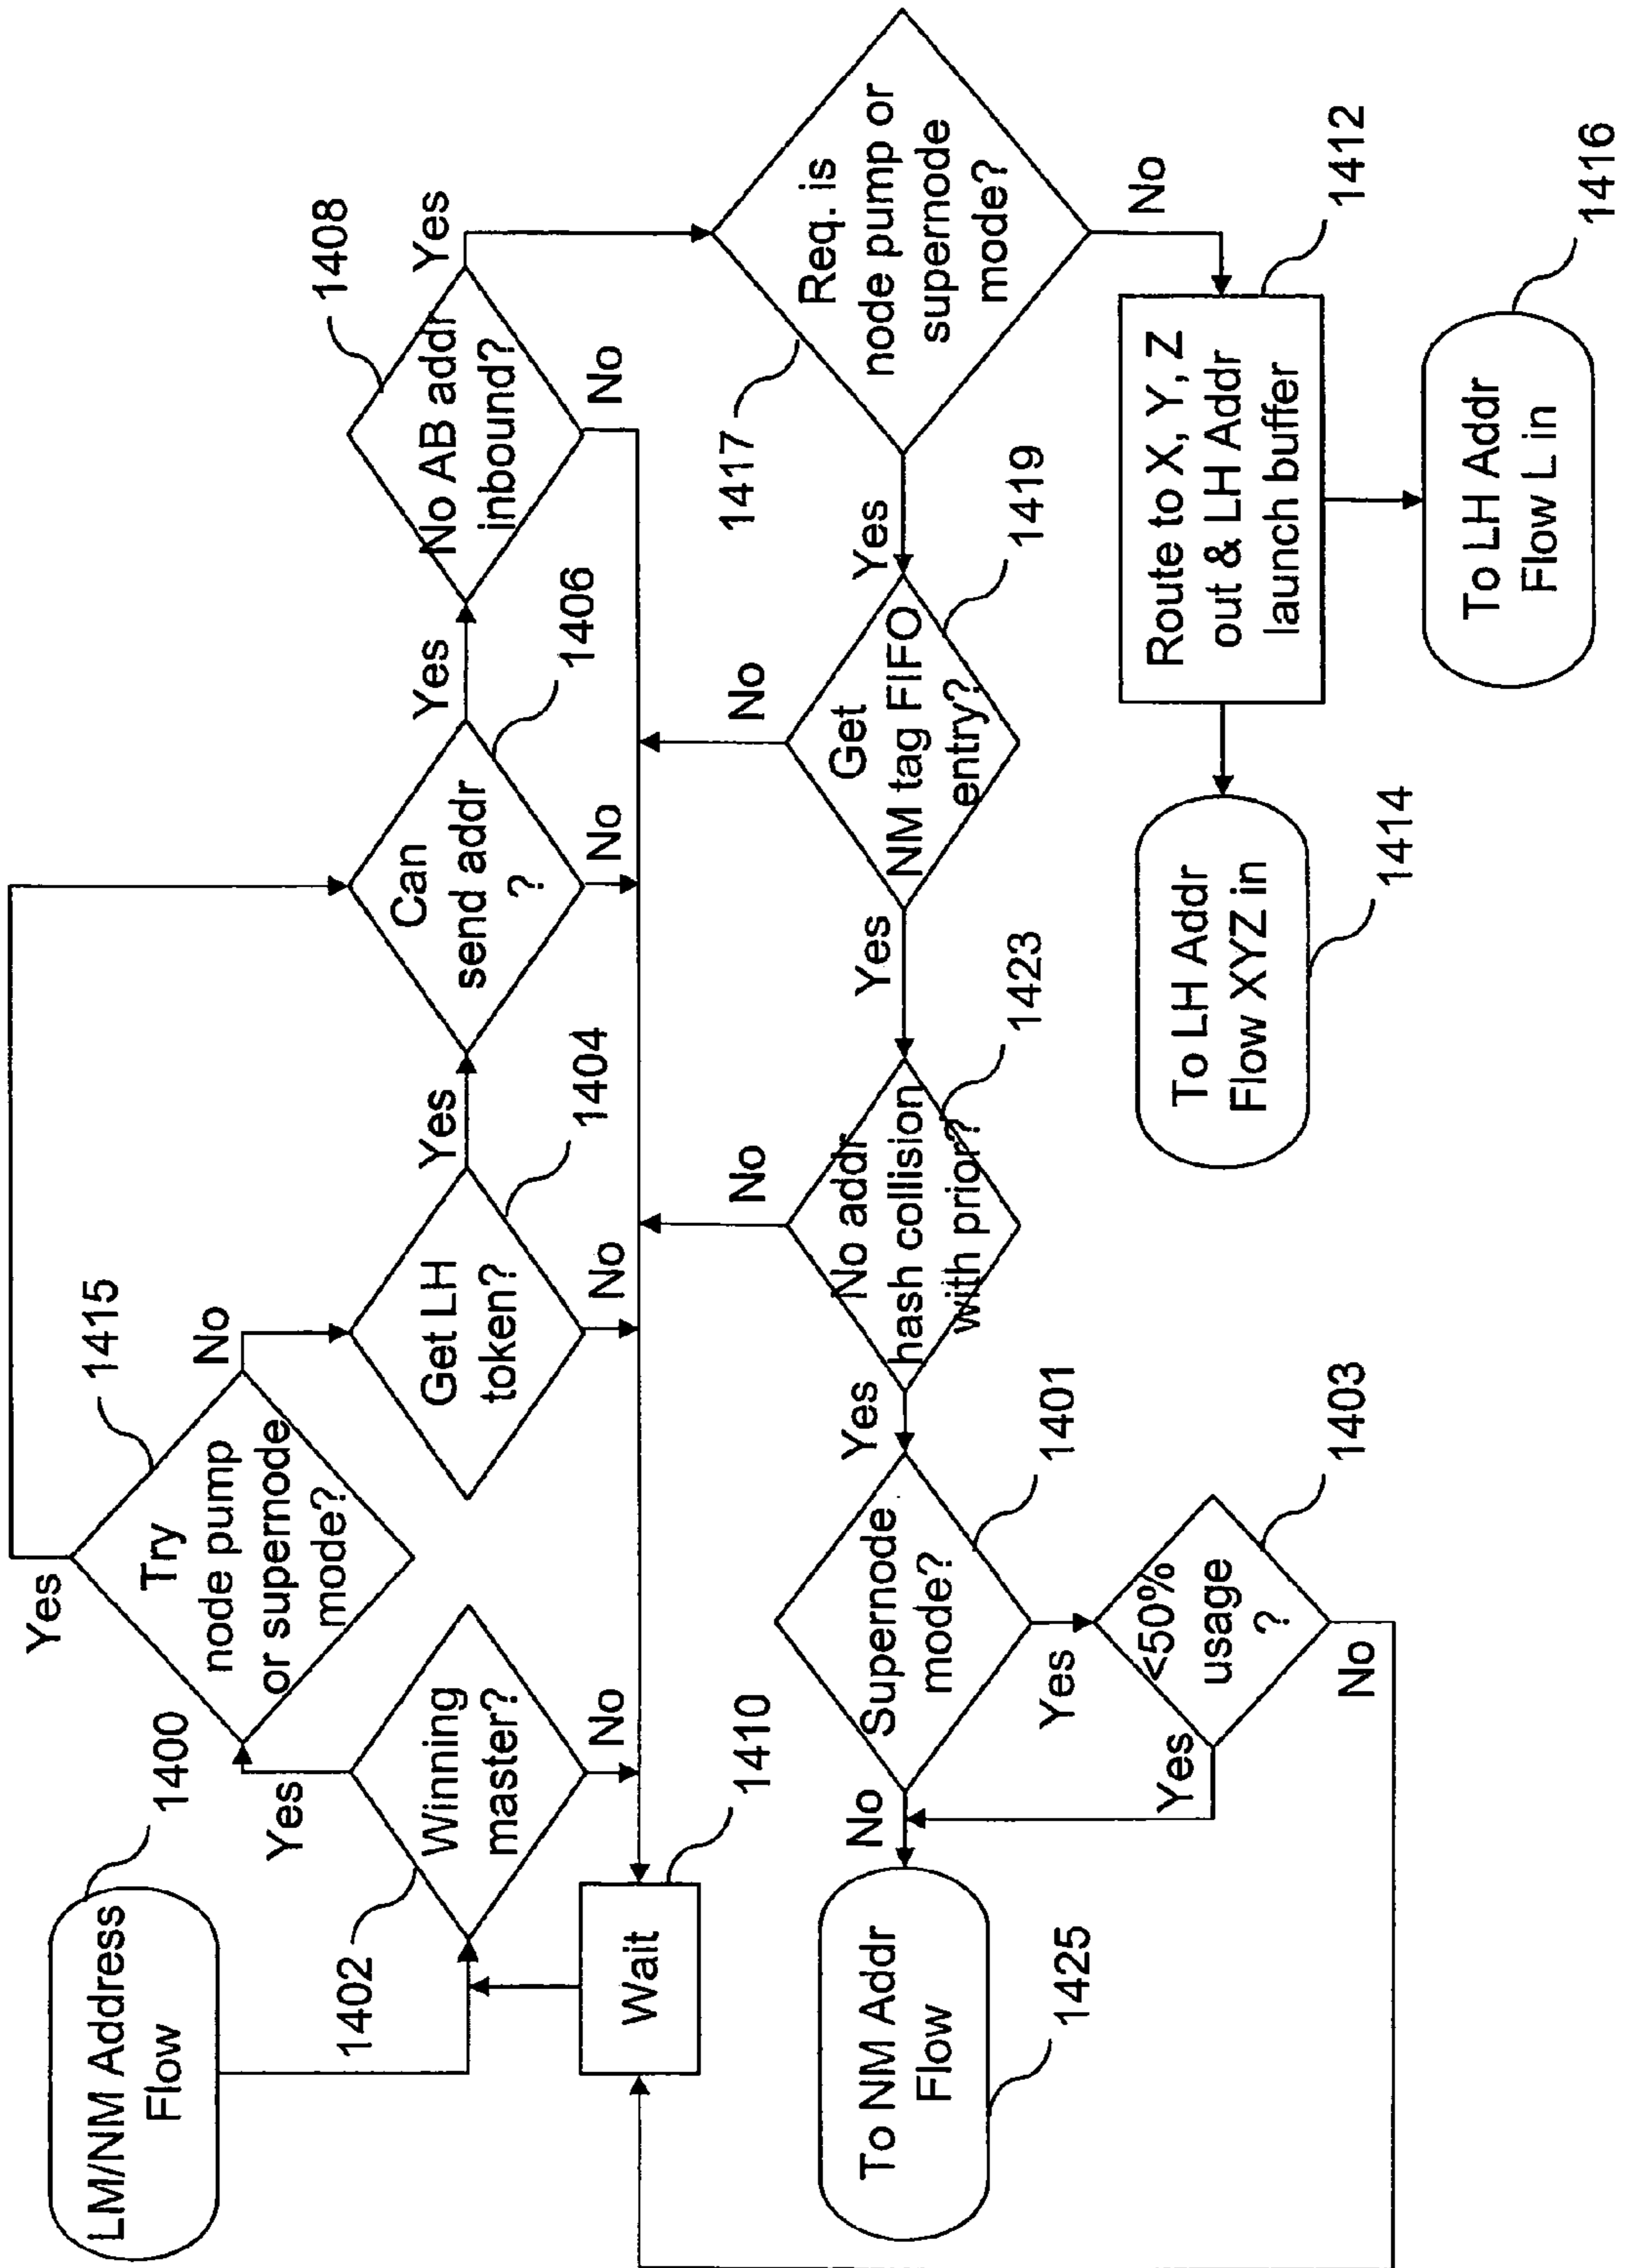 LM/NM Address
Flow
1400
1402
Winning
master?
Yes
No
Wait
1410
Try
node pump
or supernode
mode?
1415
Yes
No
Get LH
token?
1404
Yes
No
Can
send addr
?
1406
Yes
No
No AB addr
inbound?
1408
Yes
No
Req. is
node pump or
supernode
mode?
1417
Yes
No
Get
NM tag FIFO
entry?
1419
No
Yes
No addr
hash collision
with prior?
1423
No
Yes
Supernode
mode?
1401
No
Yes
<50%
usage
?
1403
Yes
No
To NM Addr
Flow
1425
Route to X, Y, Z
out & LH Addr
launch buffer
1412
To LH Addr
Flow XYZ in
1414
To LH Addr
Flow L in
1416